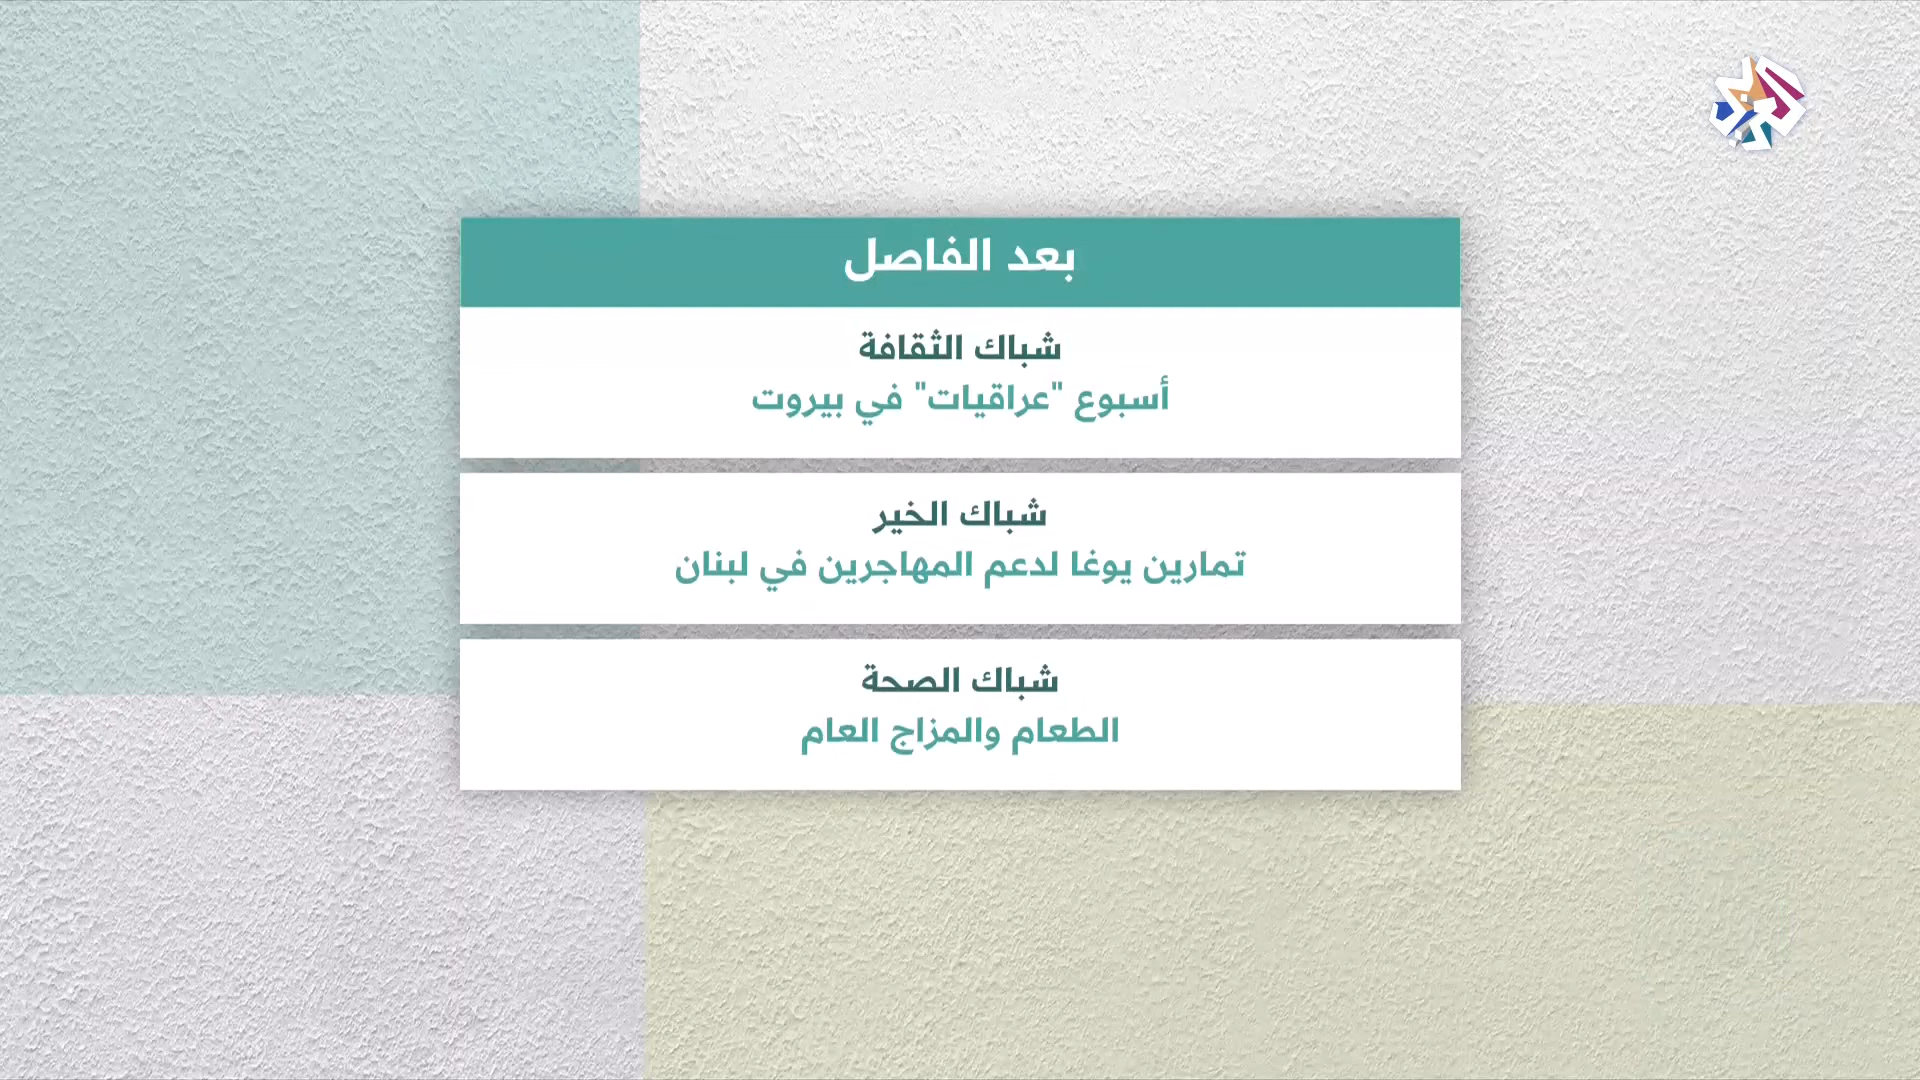 بعد الفاصل
شباك الثقافة
أسبوع "عراقيات" في بيروت
شباك الخير
تمارين يوغا لدعم المهاجرين في لبنان
شباك الصحة
الطعام والمزاج العام